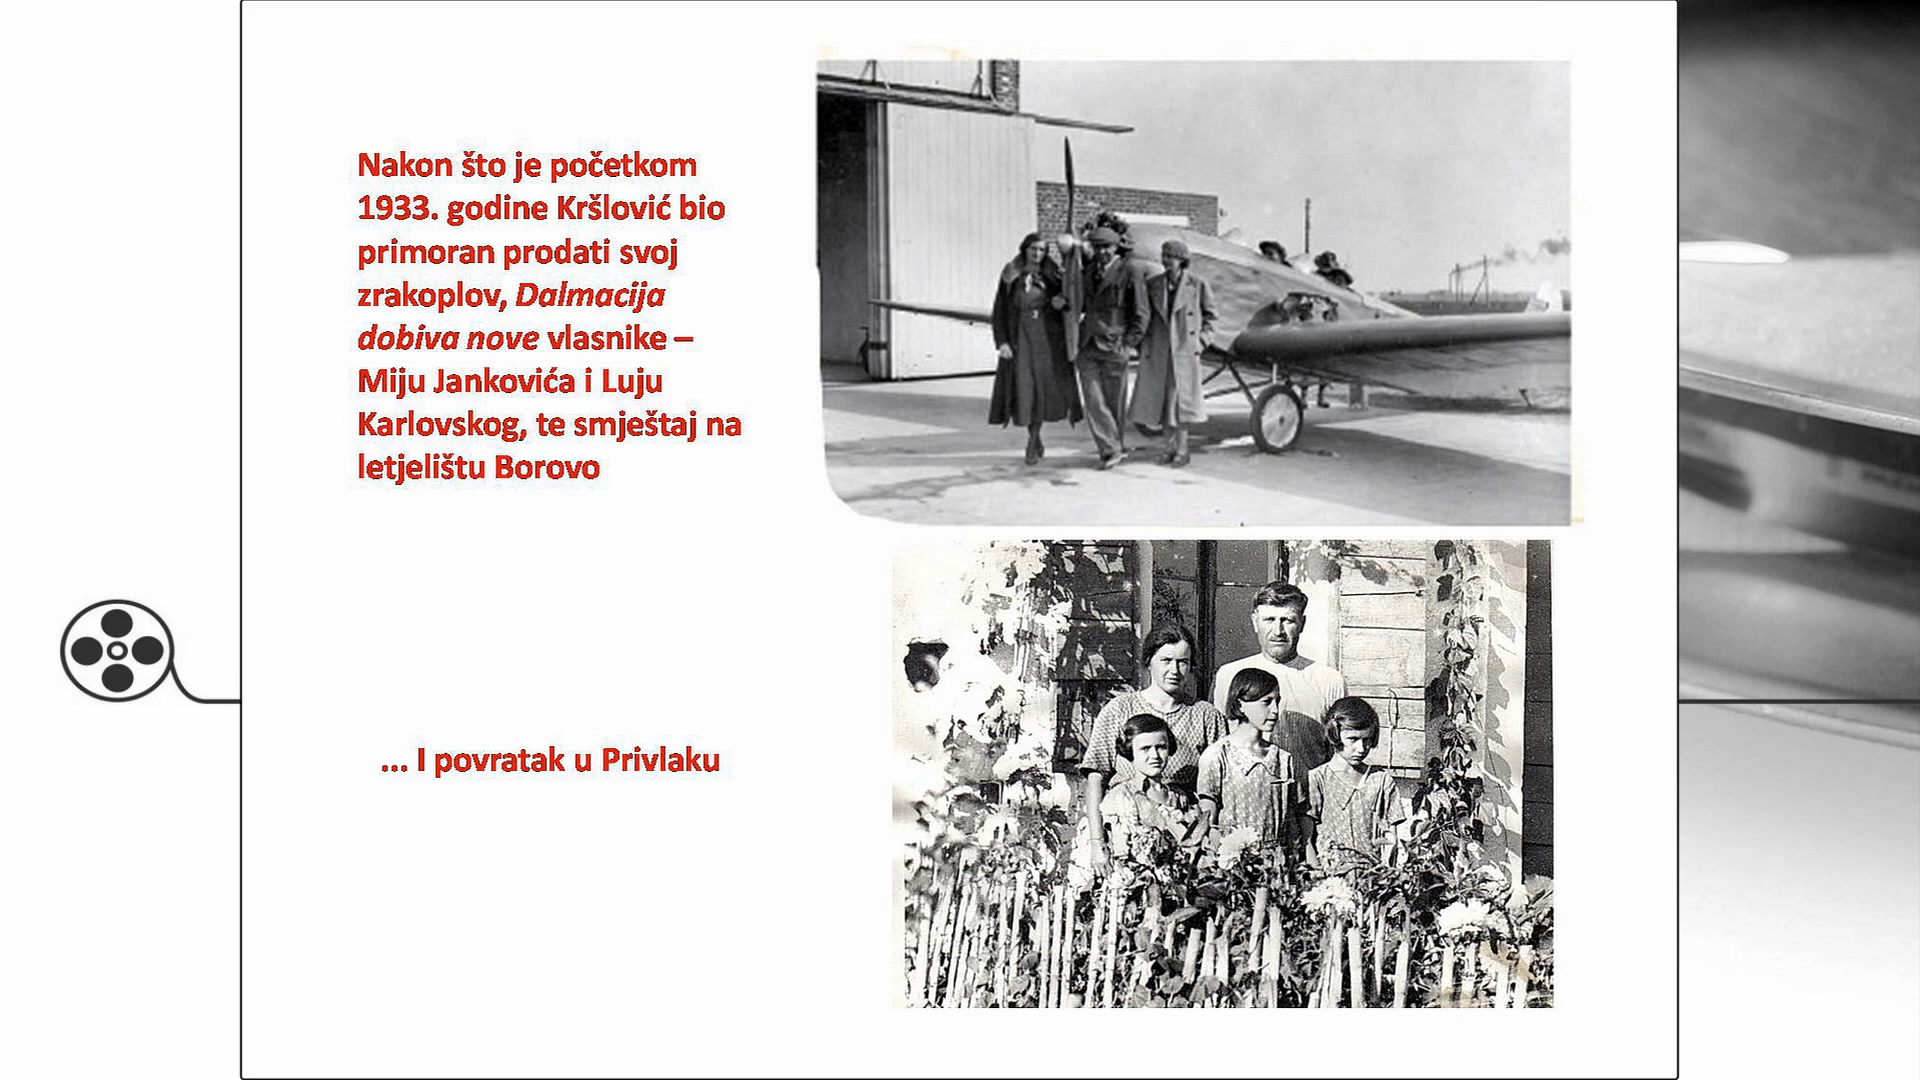 Nakon što je početkom
1933. godine Kršlović bio
primoran prodati svoj
zrakoplov, Dalmacija
dobiva nove vlasnike –
Miju Jankovića i Luju
Karlovskog, te smještaj na
letjelištu Borovo
... I povratak u Privlaku